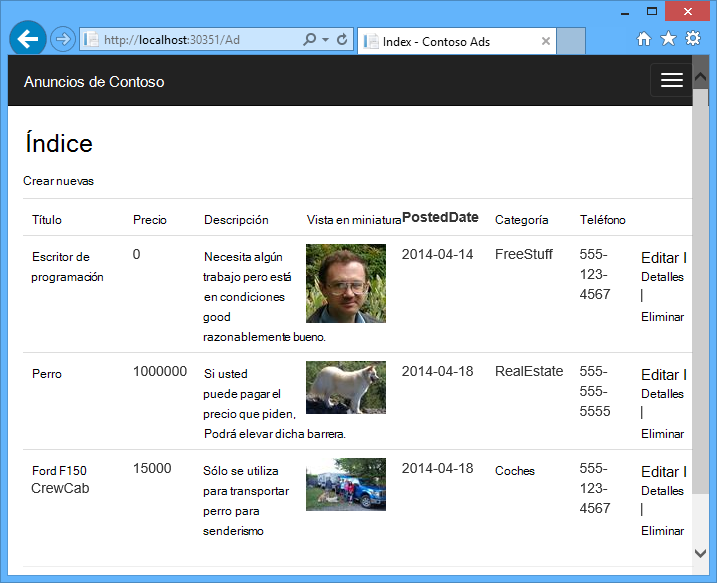 http://localhost:30351/Ad
Index - Contoso Ads
Anuncios de Contoso
Índice
Crear nuevas
Título Precio Descripción Vista en miniatura PostedDate Categoría Teléfono
Escritor de
programación
0
Necesita algún
trabajo pero está
en condiciones
good
razonablemente bueno.
2014-04-14
FreeStuff
555-
123-
4567
Editar |
Detalles
|
Eliminar
Perro
1000000
Si usted
puede pagar el
precio que piden,
Podrá elevar dicha barrera.
2014-04-18
RealEstate
555-
555-
5555
Editar |
Detalles
|
Eliminar
Ford F150
CrewCab
15000
Sólo se utiliza
para transportar
perro para
senderismo
2014-04-18
Coches
555-
123-
4567
Editar |
Detalles
|
Eliminar